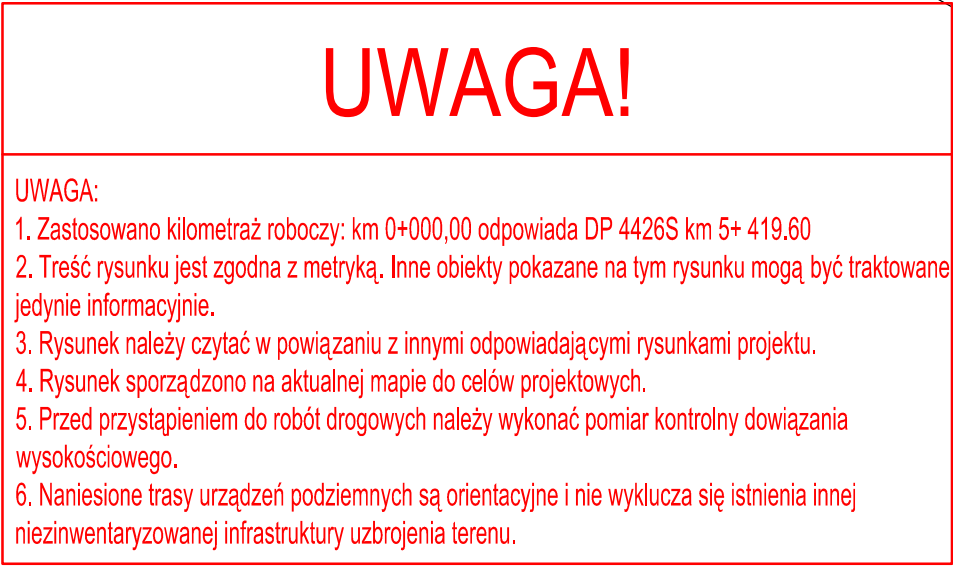 UWAGA!
UWAGA:
1. Zastosowano kilometraż roboczy: km 0+000,00 odpowiada DP 4426S km 5+ 419.60
2. Treść rysunku jest zgodna z metryką. Inne obiekty pokazane na tym rysunku mogą być traktowane
jedynie informacyjnie.
3. Rysunek należy czytać w powiązaniu z innymi odpowiadającymi rysunkami projektu.
4. Rysunek sporządzono na aktualnej mapie do celów projektowych.
5. Przed przystąpieniem do robót drogowych należy wykonać pomiar kontrolny dowiązania
wysokościowego.
6. Naniesione trasy urządzeń podziemnych są orientacyjne i nie wyklucza się istnienia innej
niezinwentaryzowanej infrastruktury uzbrojenia terenu.